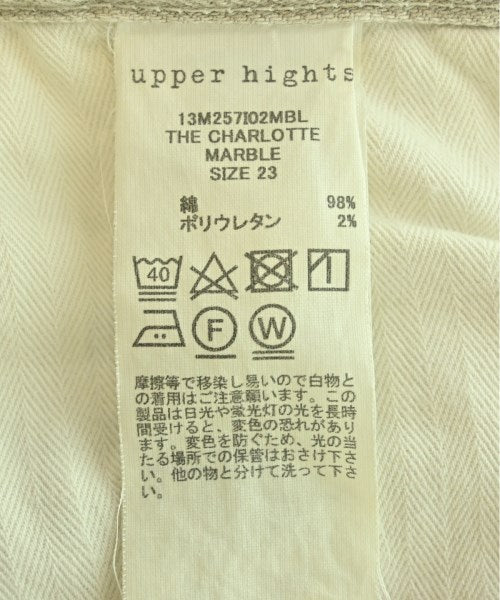 upper hights
13M257I02MBL
THE CHARLOTTE
MARBLE
SIZE 23
綿 98%
ポリウレタン 2%
40
F W
摩擦等で移染し易いので白物と
の着用はご注意願います。この
製品は日光や蛍光灯の光を長時
間受けると、変色の恐れがあり
ます。変色を防ぐため、光の当
たる場所での保管はおさけ下さ
い。他の物と分けて洗って下さ
い。